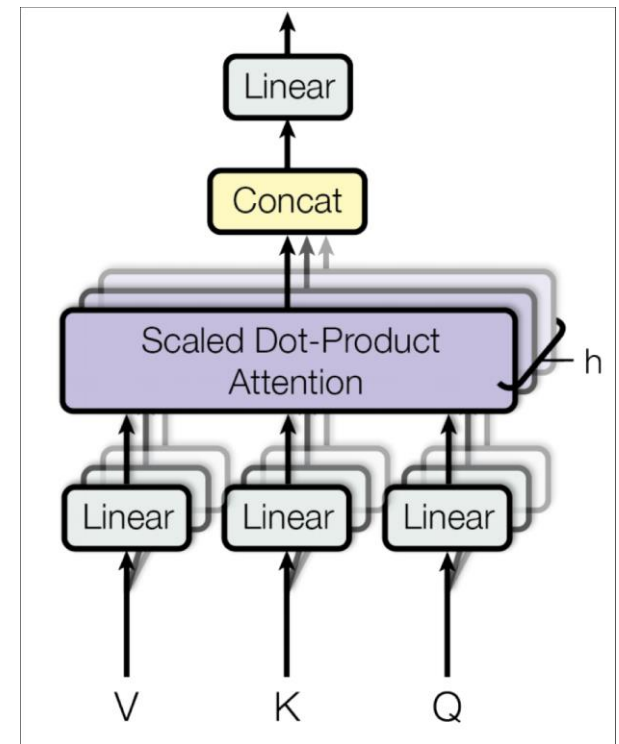 Linear
Concat
Scaled Dot-Product
Attention
h
Linear Linear Linear
V K Q